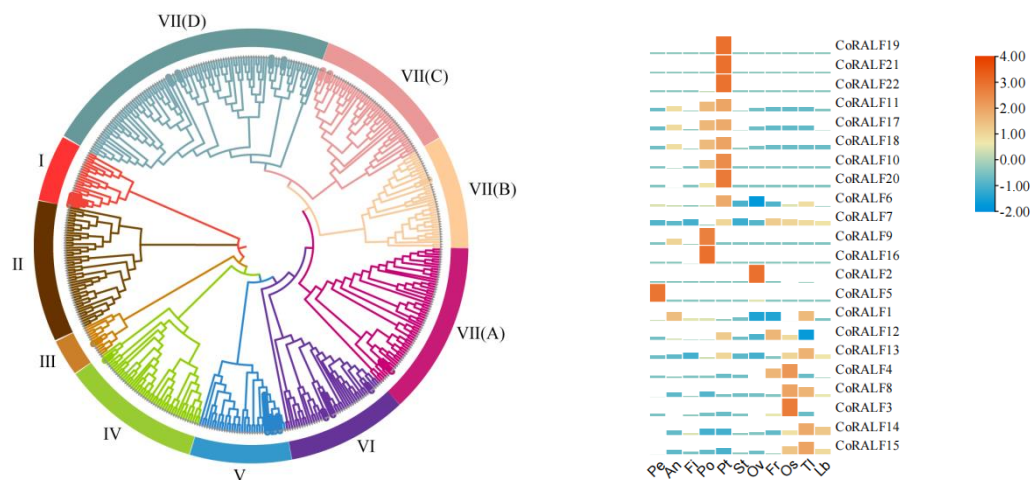 VII(D)
VII(C)
I
VII(B)
II
VII(A)
III
IV
VI
V
CoRALF19
CoRALF21
CoRALF22
CoRALF11
CoRALF17
CoRALF18
CoRALF10
CoRALF20
CoRALF6
CoRALF7
CoRALF9
CoRALF16
CoRALF2
CoRALF5
CoRALF1
CoRALF12
CoRALF13
CoRALF4
CoRALF8
CoRALF3
CoRALF14
CoRALF15
Pe An Fi Po Pt St Ov Fr Os Tl Lb
4.00
3.00
2.00
1.00
0.00
-1.00
-2.00